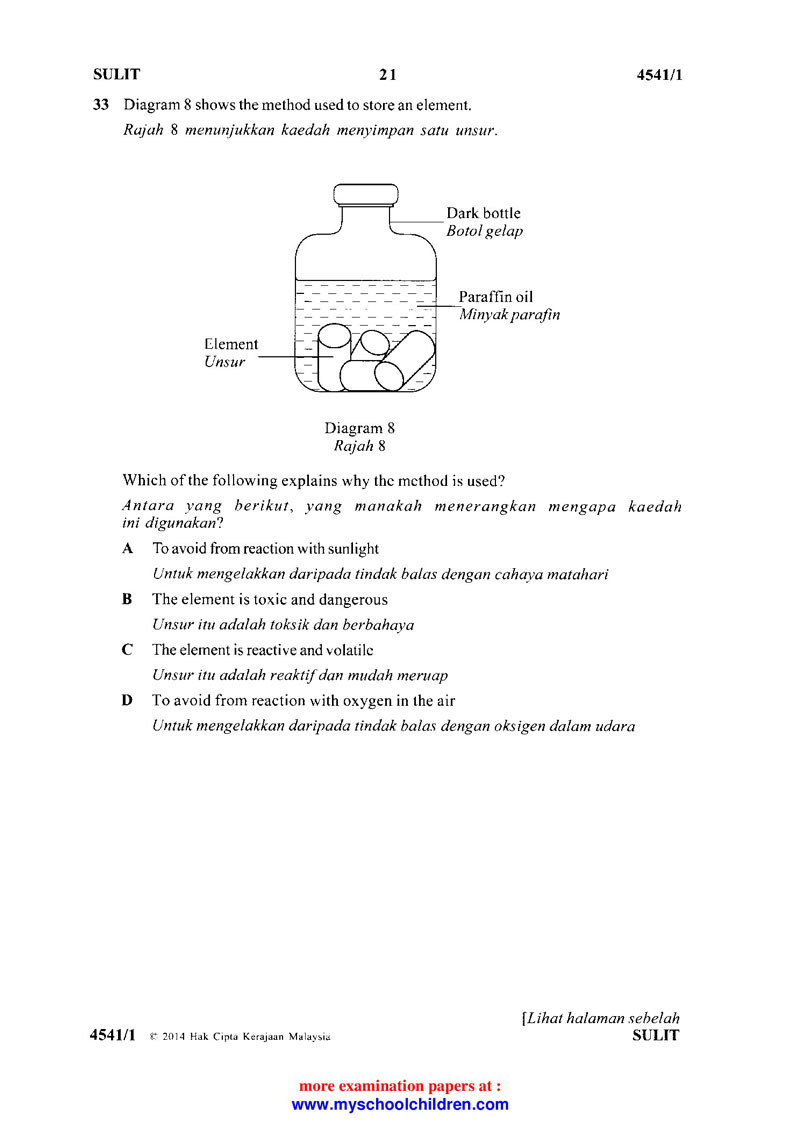 SULIT 21 4541/1
33 Diagram 8 shows the method used to store an element.
Rajah 8 menunjukkan kaedah menyimpan satu unsur.
Dark bottle
Botol gelap
Paraffin oil
Minyak parafin
Element
Unsur
Diagram 8
Rajah 8
Which of the following explains why the method is used?
Antara yang berikut, yang manakah menerangkan mengapa kaedah
ini digunakan?
A To avoid from reaction with sunlight
Untuk mengelakkan daripada tindak balas dengan cahaya matahari
B The element is toxic and dangerous
Unsur itu adalah toksik dan berbahaya
C The element is reactive and volatile
Unsur itu adalah reaktif dan mudah meruap
D To avoid from reaction with oxygen in the air
Untuk mengelakkan daripada tindak balas dengan oksigen dalam udara
[Lihat halaman sebelah
4541/1 © 2014 Hak Cipta Kerajaan Malaysia SULIT
more examination papers at :
www.myschoolchildren.com